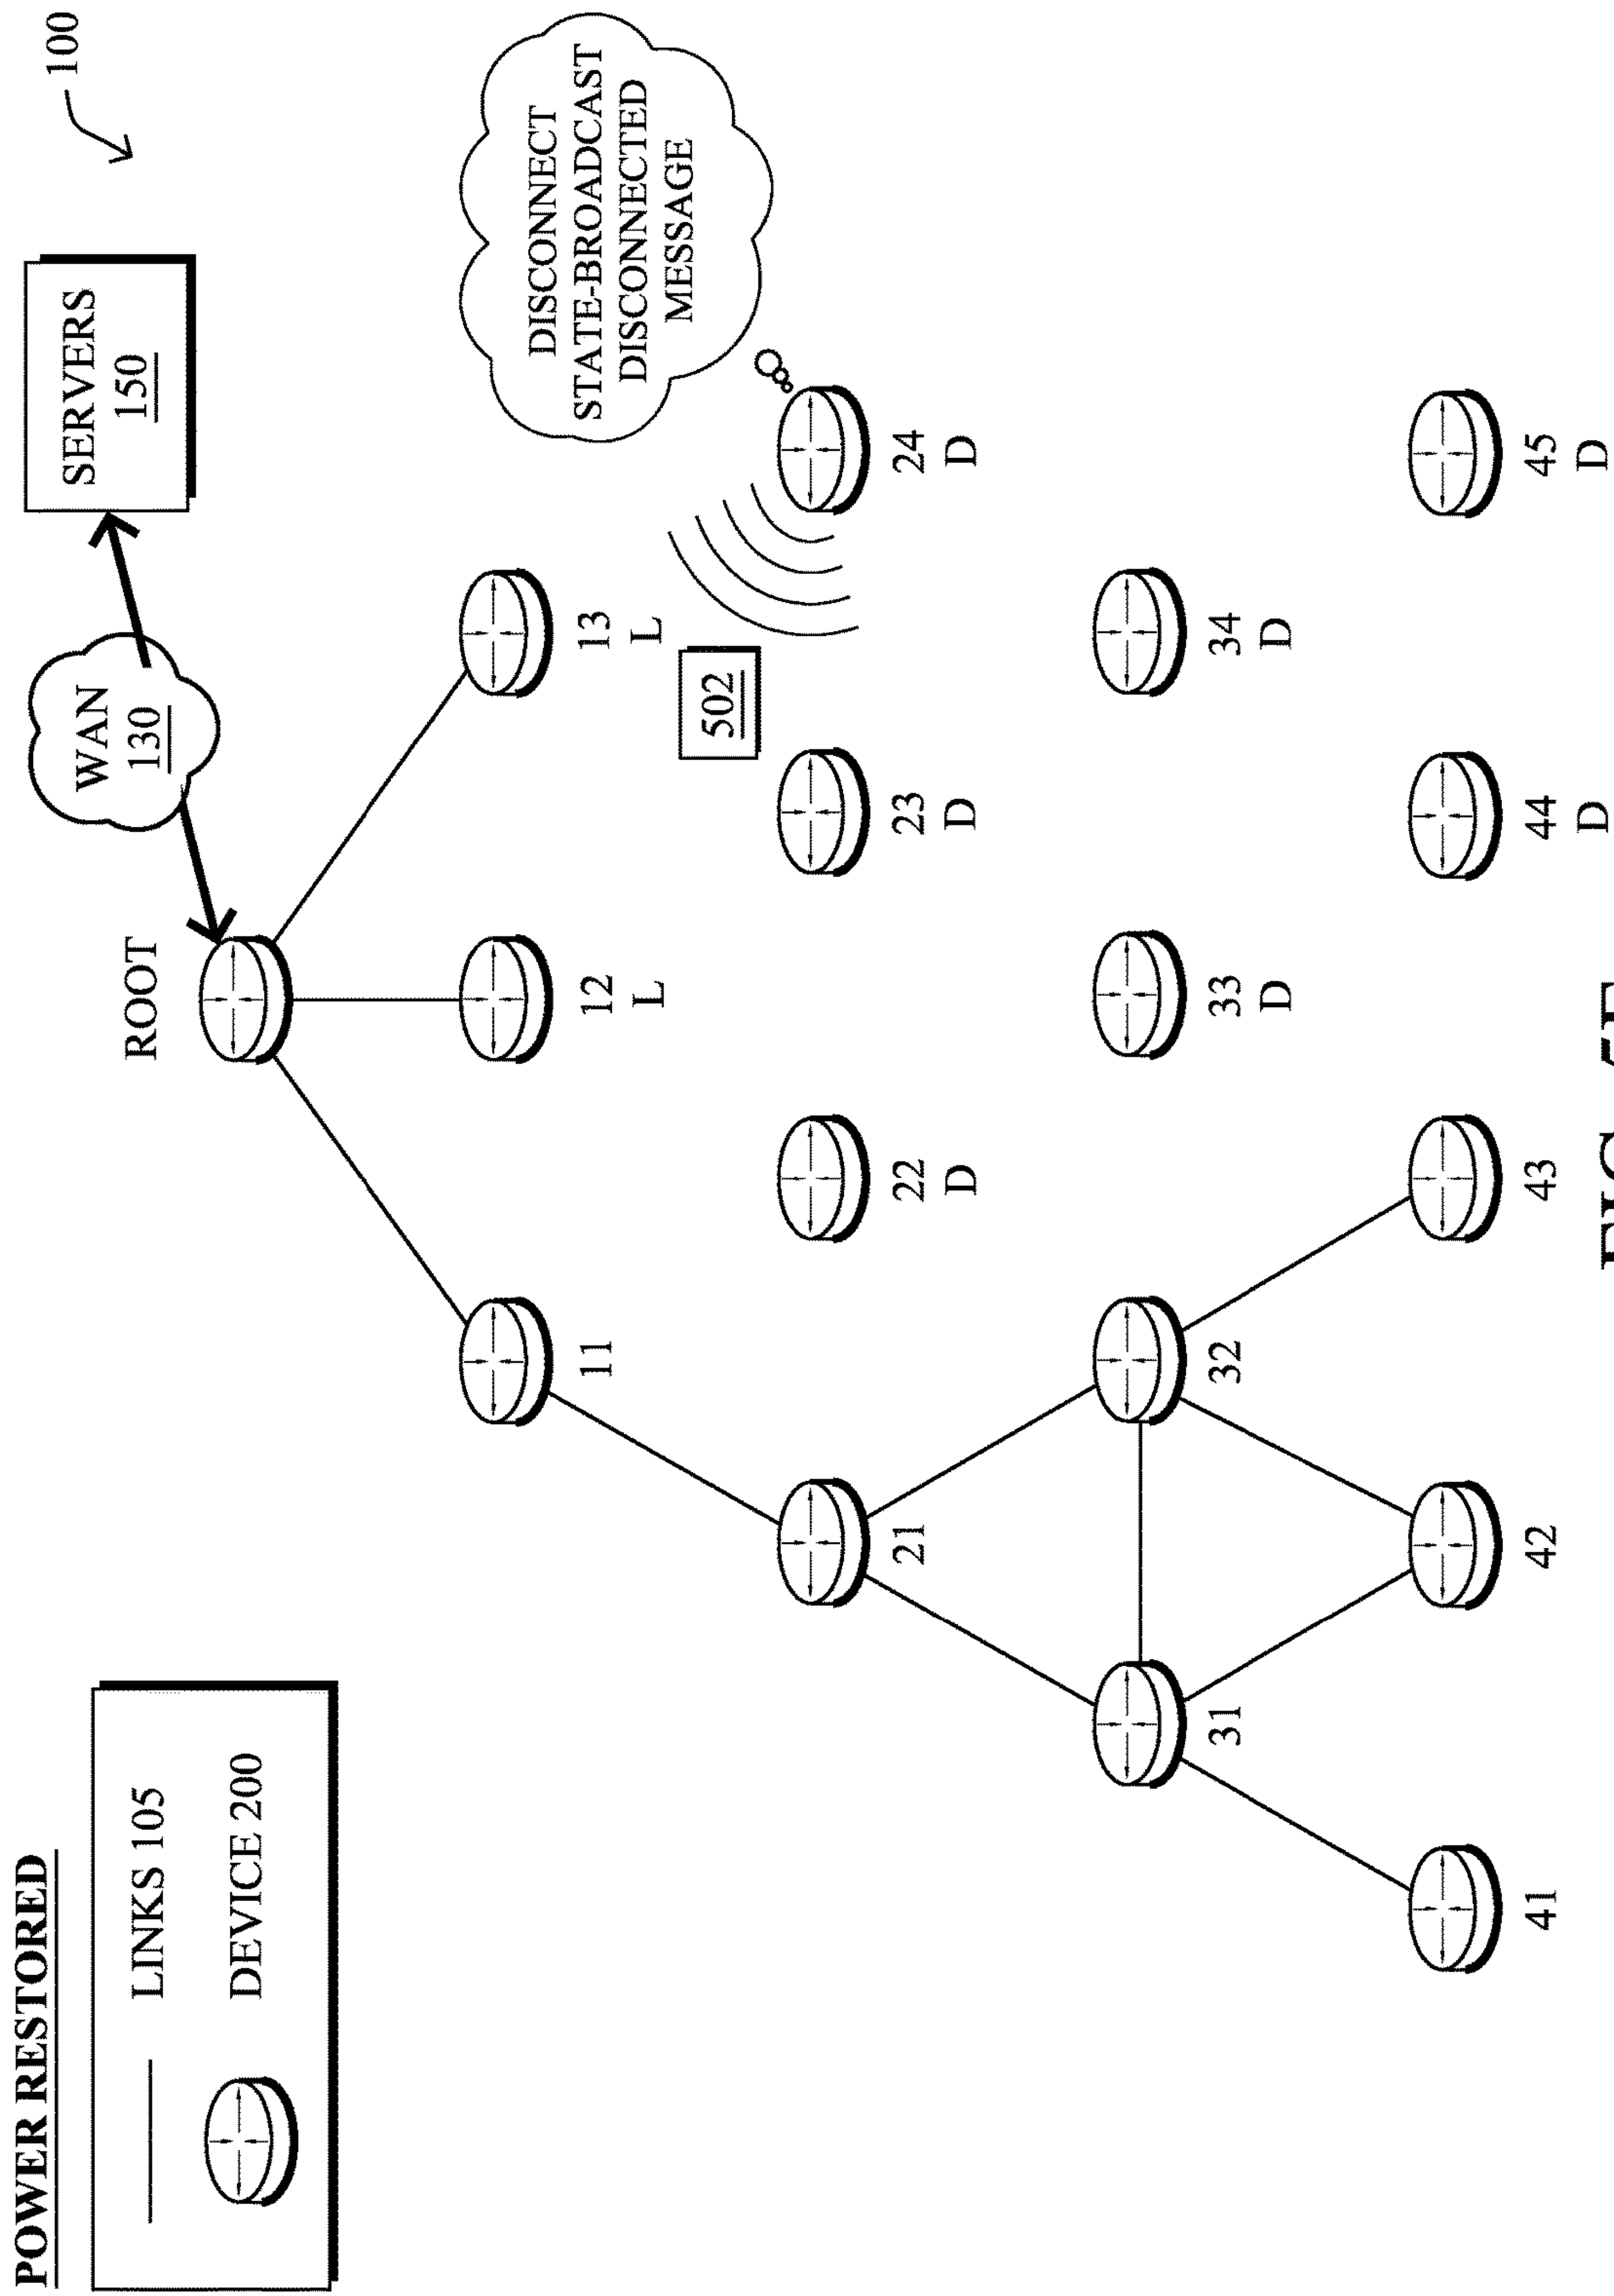 POWER RESTORED
LINKS 105
DEVICE 200
100
SERVERS
150
WAN
130
ROOT
11
12
L
13
L
DISCONNECT
STATE-BROADCAST
DISCONNECTED
MESSAGE
502
21
22
D
23
D
24
D
31
32
33
D
34
D
41
42
43
44
D
45
D